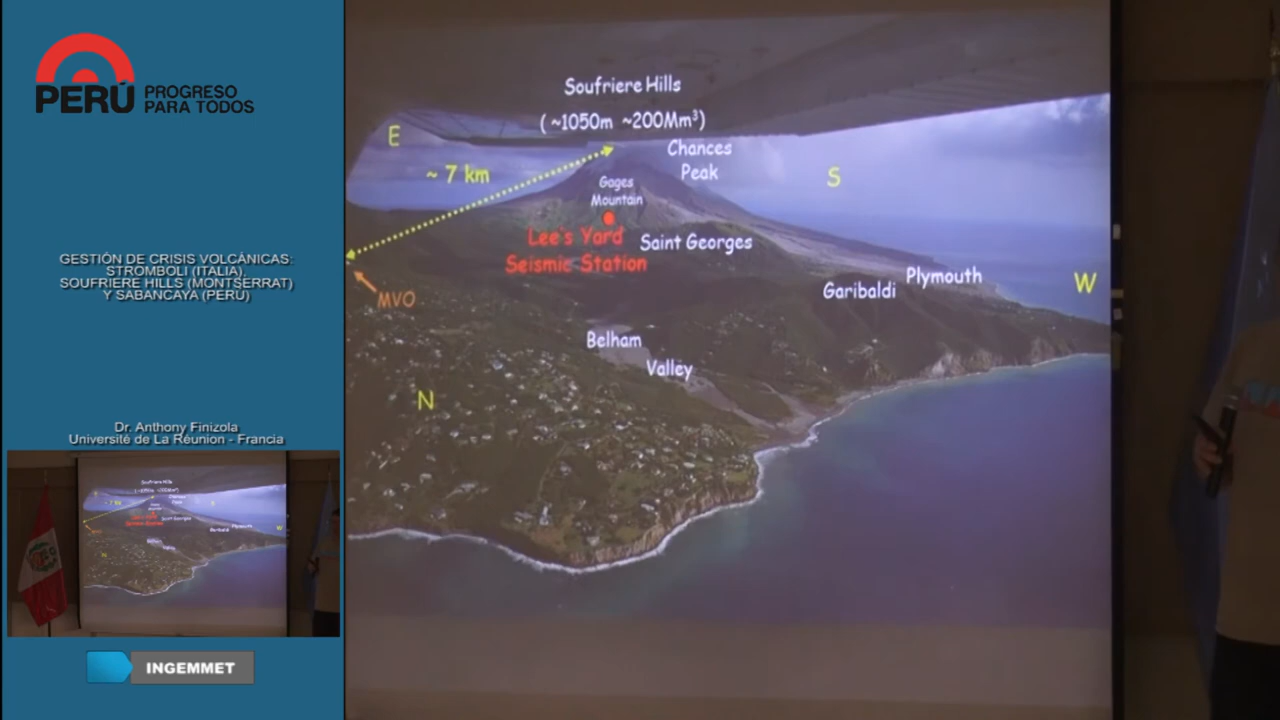 PERÚ
PROGRESO
PARA TODOS
GESTIÓN DE CRISIS VOLCÁNICAS:
STROMBOLI (ITALIA),
SOUFRIERE HILLS (MONTSERRAT)
Y SABANCAYA (PERÚ)
Dr. Anthony Finizola
Université de La Réunion - Francia
INGEMMET
Soufriere Hills
( ~1050m ~200Mm³)
E
Chances
Peak
~ 7 km
S
Gages
Mountain
Lee's Yard
Seismic Station
Saint Georges
Plymouth
Garibaldi
W
MVO
Belham
Valley
N